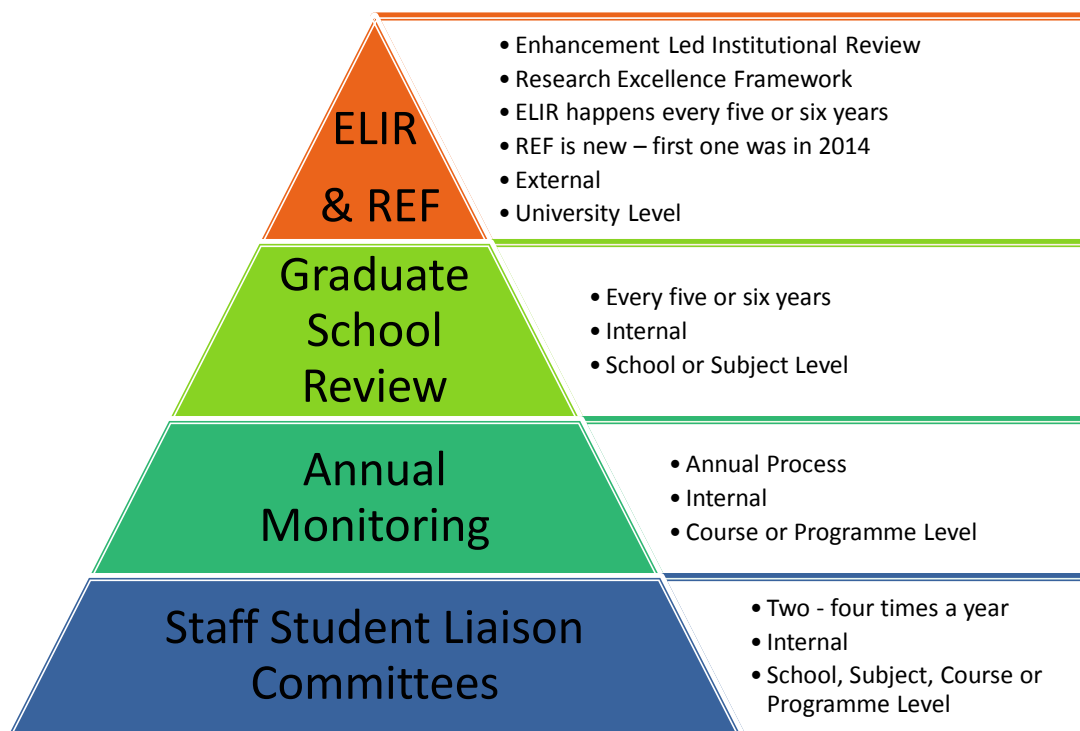 ELIR
& REF
• Enhancement Led Institutional Review
• Research Excellence Framework
• ELIR happens every five or six years
• REF is new – first one was in 2014
• External
• University Level
Graduate
School
Review
• Every five or six years
• Internal
• School or Subject Level
Annual
Monitoring
• Annual Process
• Internal
• Course or Programme Level
Staff Student Liaison
Committees
• Two - four times a year
• Internal
• School, Subject, Course or
Programme Level